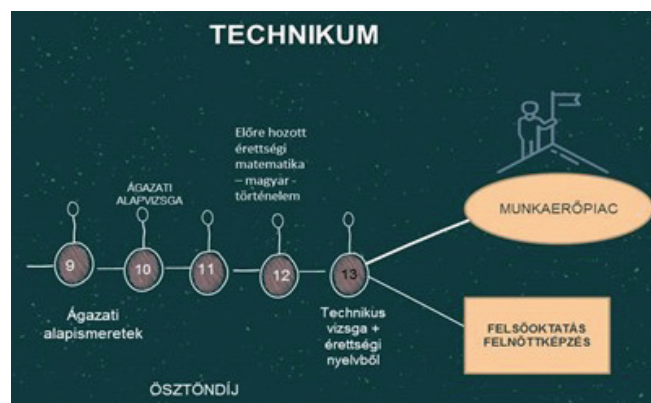 TECHNIKUM
Előre hozott
érettségi
matematika
– magyar -
történelem
ÁGAZATI
ALAPVIZSGA
MUNKAERŐPIAC
9
10
11
12
13
Ágazati
alapismeretek
Technikus
vizsga +
érettségi
nyelvből
FELSŐOKTATÁS
FELNŐTTKÉPZÉS
ÖSZTÖNDÍJ